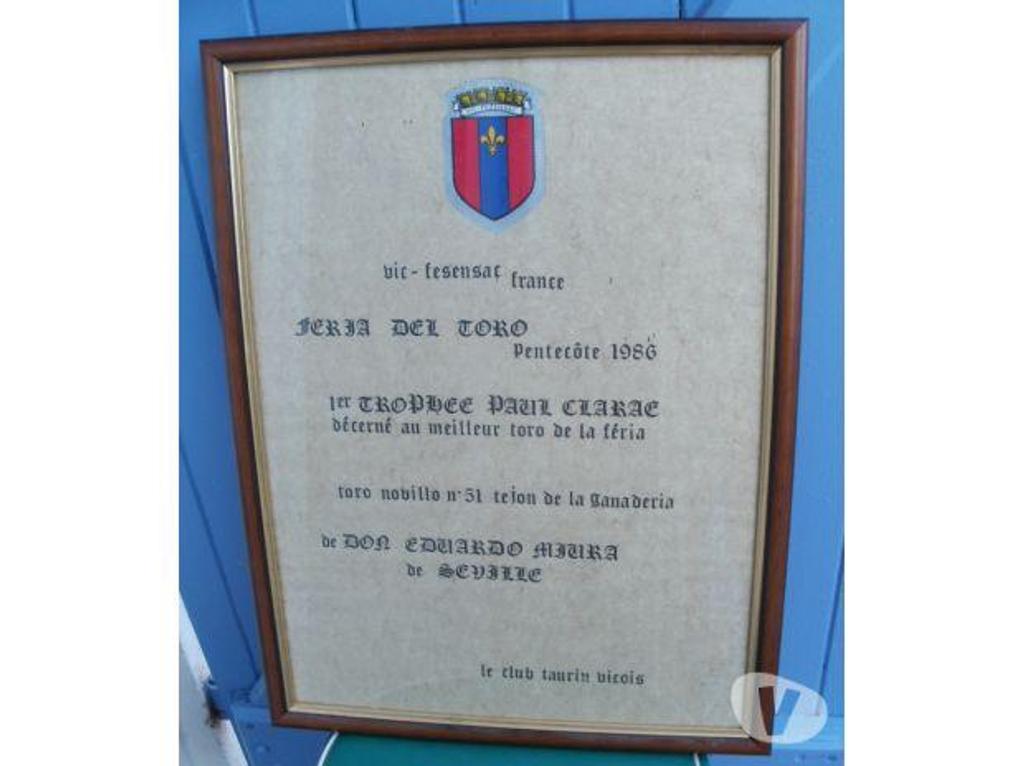 vic-fesensac france
FERIA DEL TORO
Pentecôte 1986
1er TROPHEE PAUL CLARAE
décerné au meilleur toro de la féria
toro novillo n°51 tejon de la Ganaderia
de DON EDUARDO MIURA
de SEVILLE
le club taurin vicois
V